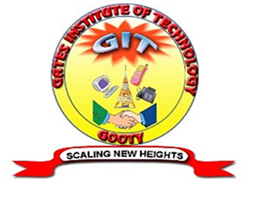 GATES INSTITUTE OF TECHNOLOGY
GIT
GOOTY
SCALING NEW HEIGHTS